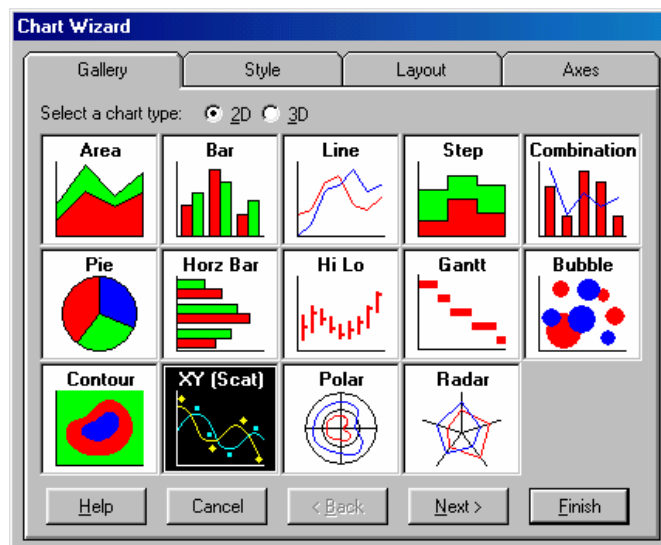 Chart Wizard
Gallery Style Layout Axes
Select a chart type: 2D 3D
Area Bar Line Step Combination
Pie Horz Bar Hi Lo Gantt Bubble
Contour XY (Scat) Polar Radar
Help Cancel < Back Next > Finish